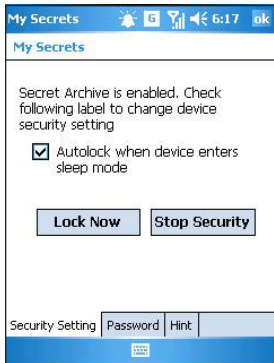 My Secrets G 6:17 ok
My Secrets
Secret Archive is enabled. Check
following label to change device
security setting
Autolock when device enters
sleep mode
Lock Now Stop Security
Security Setting Password Hint